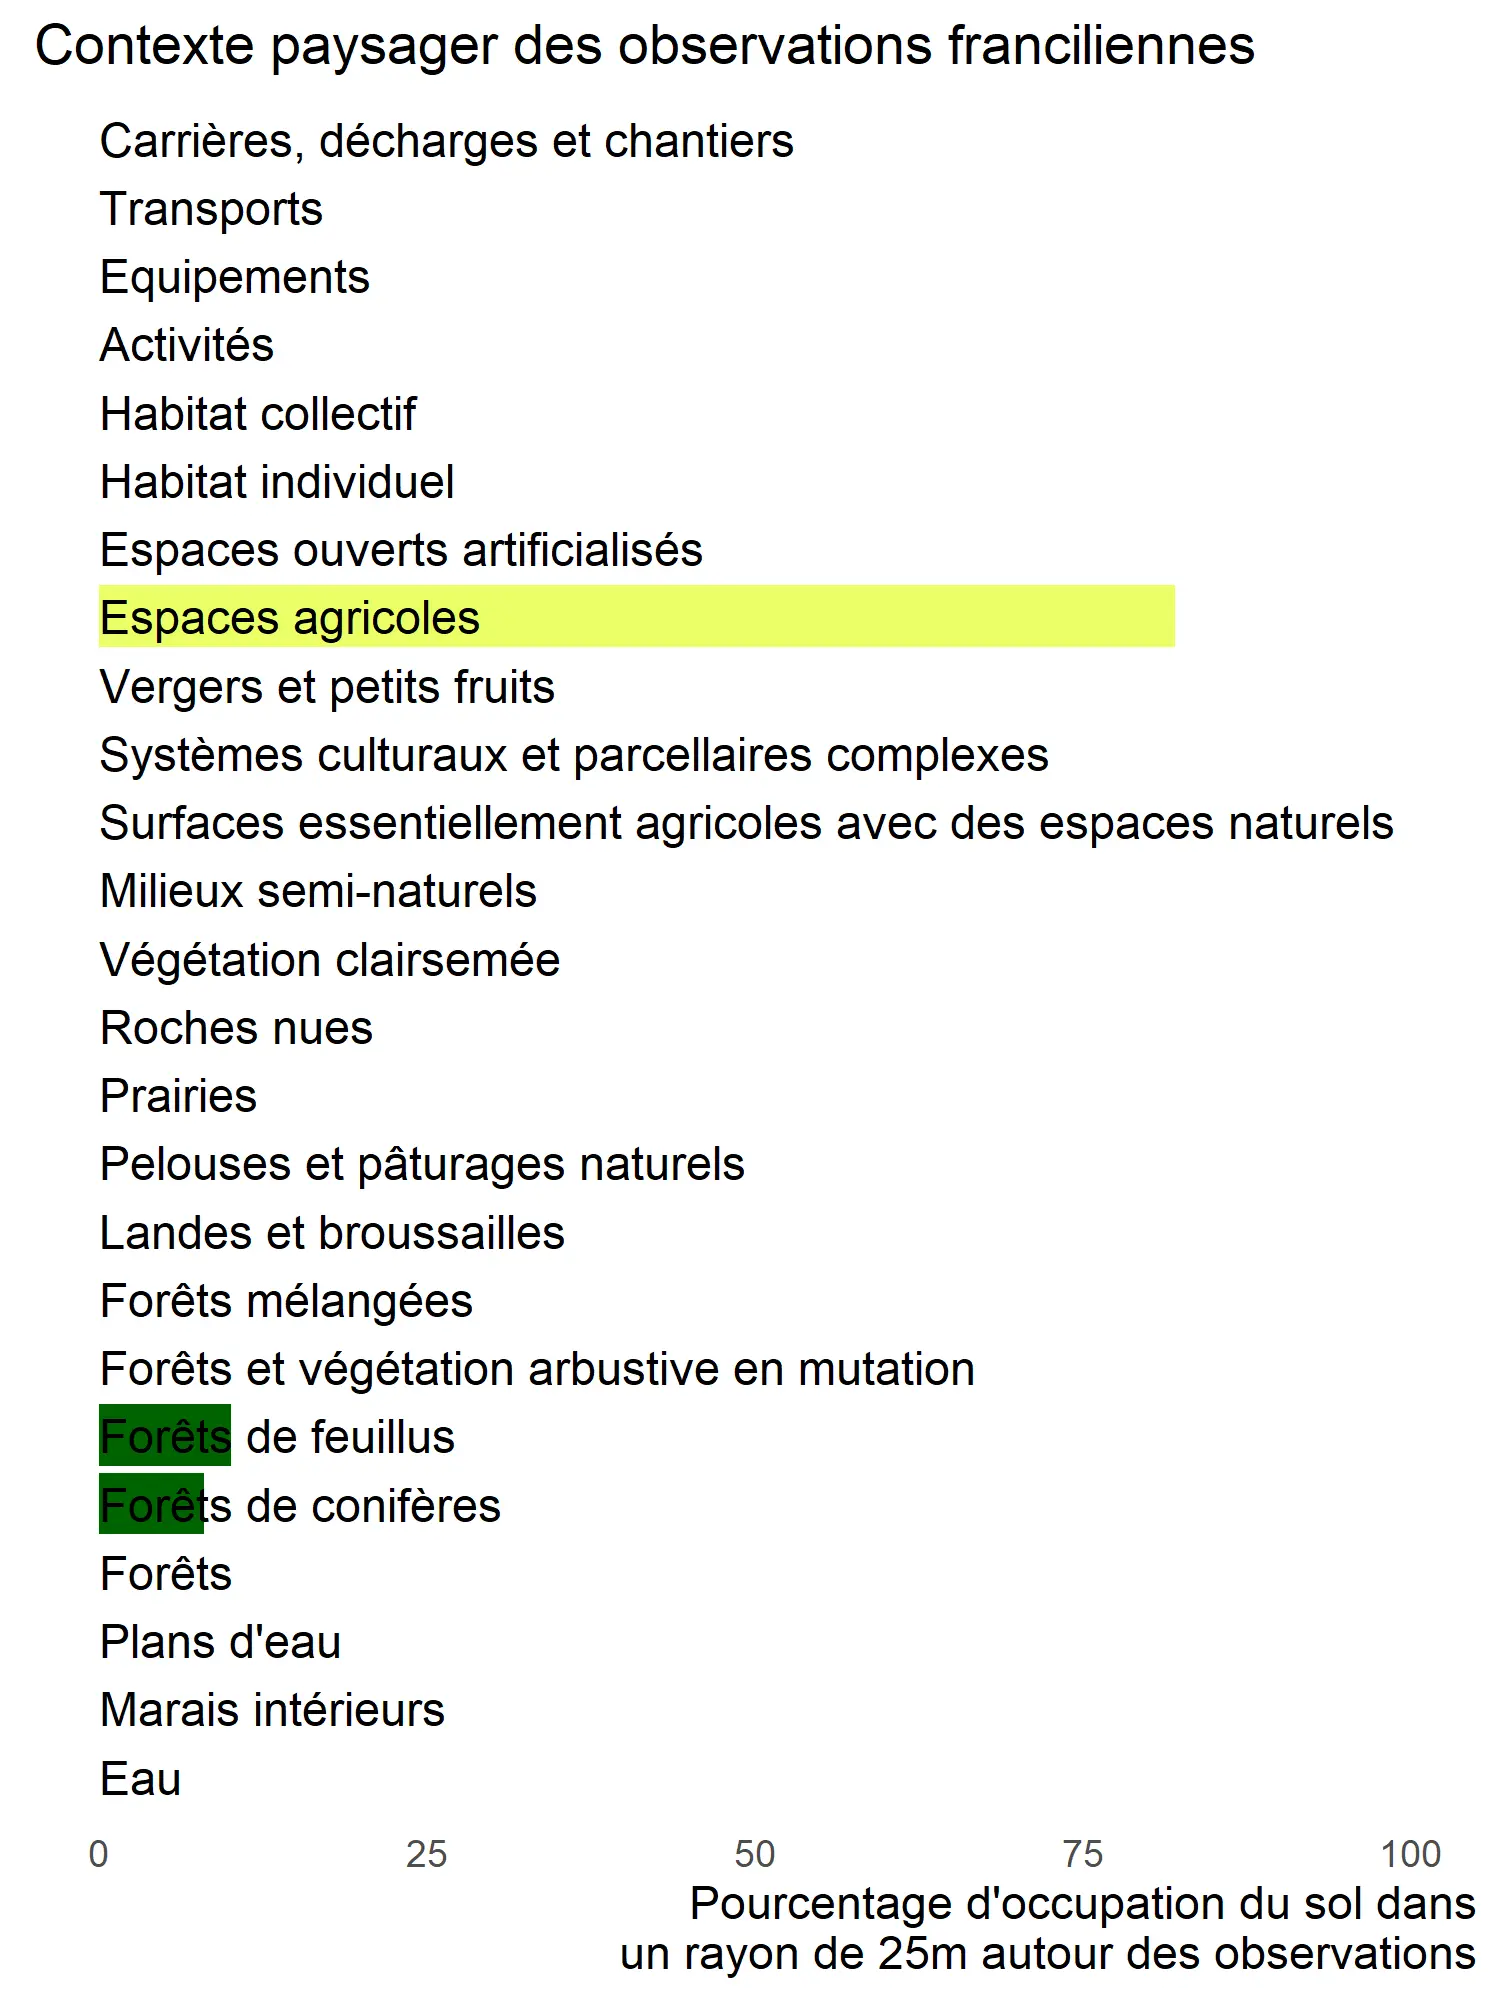 Contexte paysager des observations franciliennes
Carrières, décharges et chantiers
Transports
Equipements
Activités
Habitat collectif
Habitat individuel
Espaces ouverts artificialisés
Espaces agricoles
Vergers et petits fruits
Systèmes culturaux et parcellaires complexes
Surfaces essentiellement agricoles avec des espaces naturels
Milieux semi-naturels
Végétation clairsemée
Roches nues
Prairies
Pelouses et pâturages naturels
Landes et broussailles
Forêts mélangées
Forêts et végétation arbustive en mutation
Forêts de feuillus
Forêts de conifères
Forêts
Plans d'eau
Marais intérieurs
Eau
0 25 50 75 100
Pourcentage d'occupation du sol dans
un rayon de 25m autour des observations